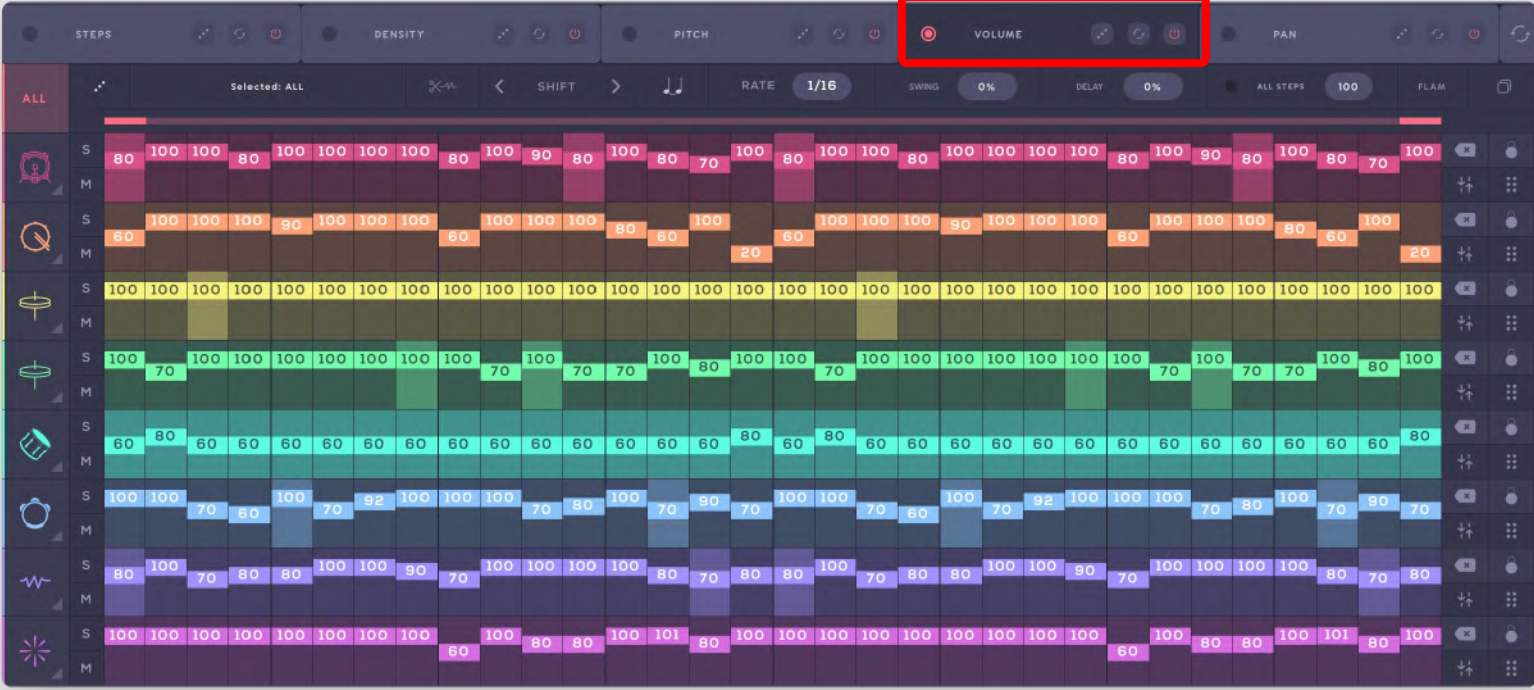 STEPS DENSITY PITCH VOLUME PAN
ALL Selected: ALL SHIFT RATE 1/16 SWING 0% DELAY 0% ALL STEPS 100 FLAM
S 80 100 100 80 100 100 100 100 80 100 90 80 100 80 70 100 80 100 100 80 100 100 100 100 80 100 90 80 100 80 70 100
M
S 60 100 100 100 90 100 100 100 60 100 100 100 80 60 100 20 60 100 100 100 90 100 100 100 60 100 100 100 80 60 100 20
M
S 100 100 100 100 100 100 100 100 100 100 100 100 100 100 100 100 100 100 100 100 100 100 100 100 100 100 100 100 100 100 100 100
M
S 100 70 100 100 100 100 100 100 100 70 100 70 70 100 80 100 100 70 100 100 100 100 100 100 100 70 100 70 70 100 80 100
M
S 60 80 60 60 60 60 60 60 60 60 60 60 60 60 60 80 60 80 60 60 60 60 60 60 60 60 60 60 60 60 60 80
M
S 100 100 70 60 100 70 92 100 100 100 70 80 100 70 90 70 100 100 70 60 100 70 92 100 100 100 70 80 100 70 90 70
M
S 80 100 70 80 80 100 100 90 70 100 100 100 100 80 70 80 80 100 70 80 80 100 100 90 70 100 100 100 100 80 70 80
M
S 100 100 100 100 100 100 100 100 60 100 80 80 100 101 80 100 100 100 100 100 100 100 100 100 60 100 80 80 100 101 80 100
M